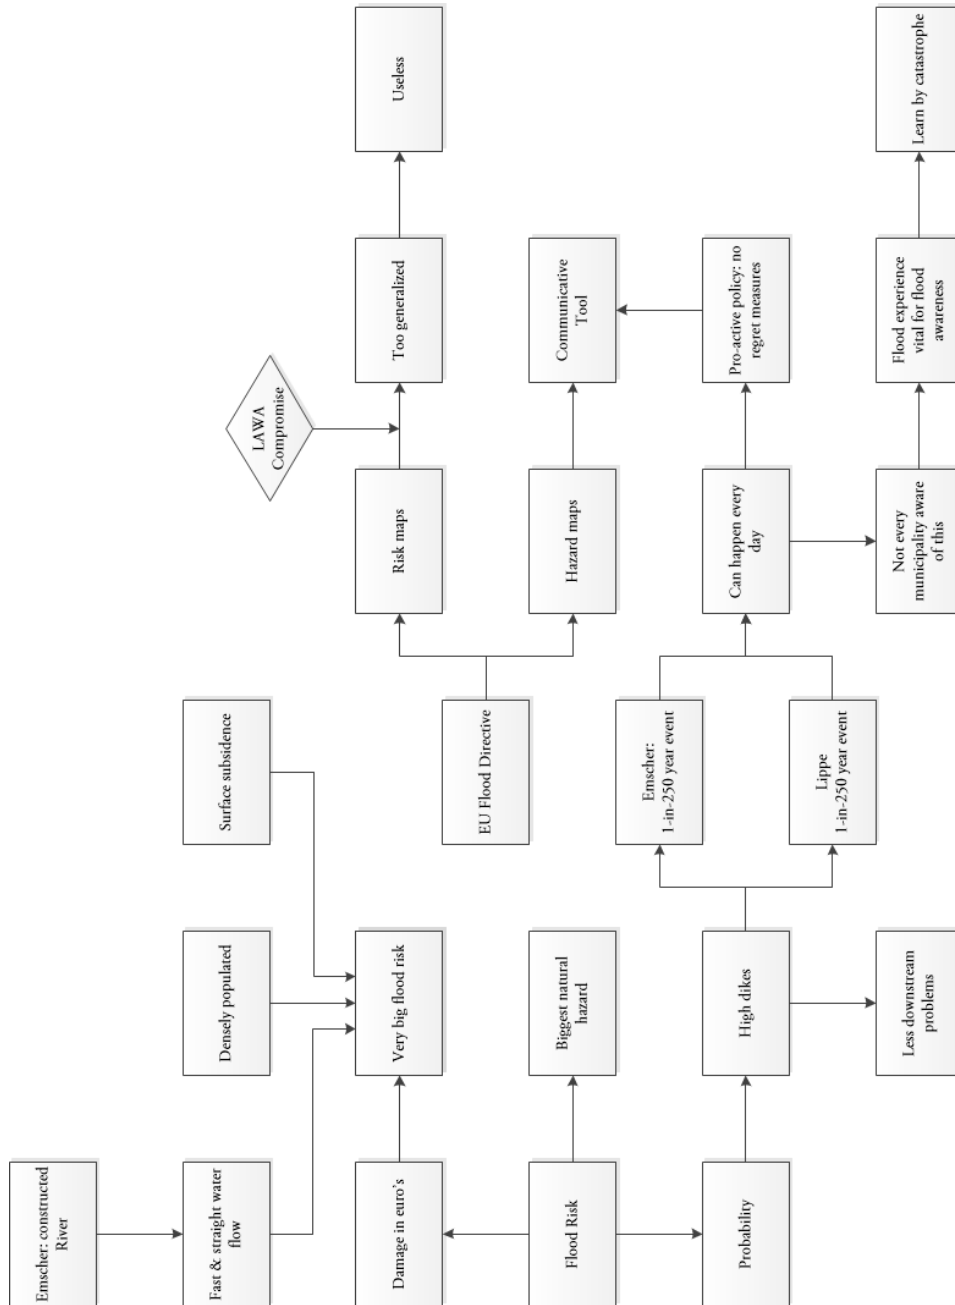 Useless
Learn by catastrophe
Too generalized
Communicative
Tool
Pro-active policy: no
regret measures
Flood experience
vital for flood
awareness
LAWA
Compromise
Risk maps
Hazard maps
Can happen every
day
Not every
municipality aware
of this
Surface subsidence
EU Flood Directive
Emscher:
1-in-250 year event
Lippe
1-in-250 year event
Densely populated
Very big flood risk
Biggest natural
hazard
High dikes
Less downstream
problems
Emscher: constructed
River
Fast & straight water
flow
Damage in euro's
Flood Risk
Probability